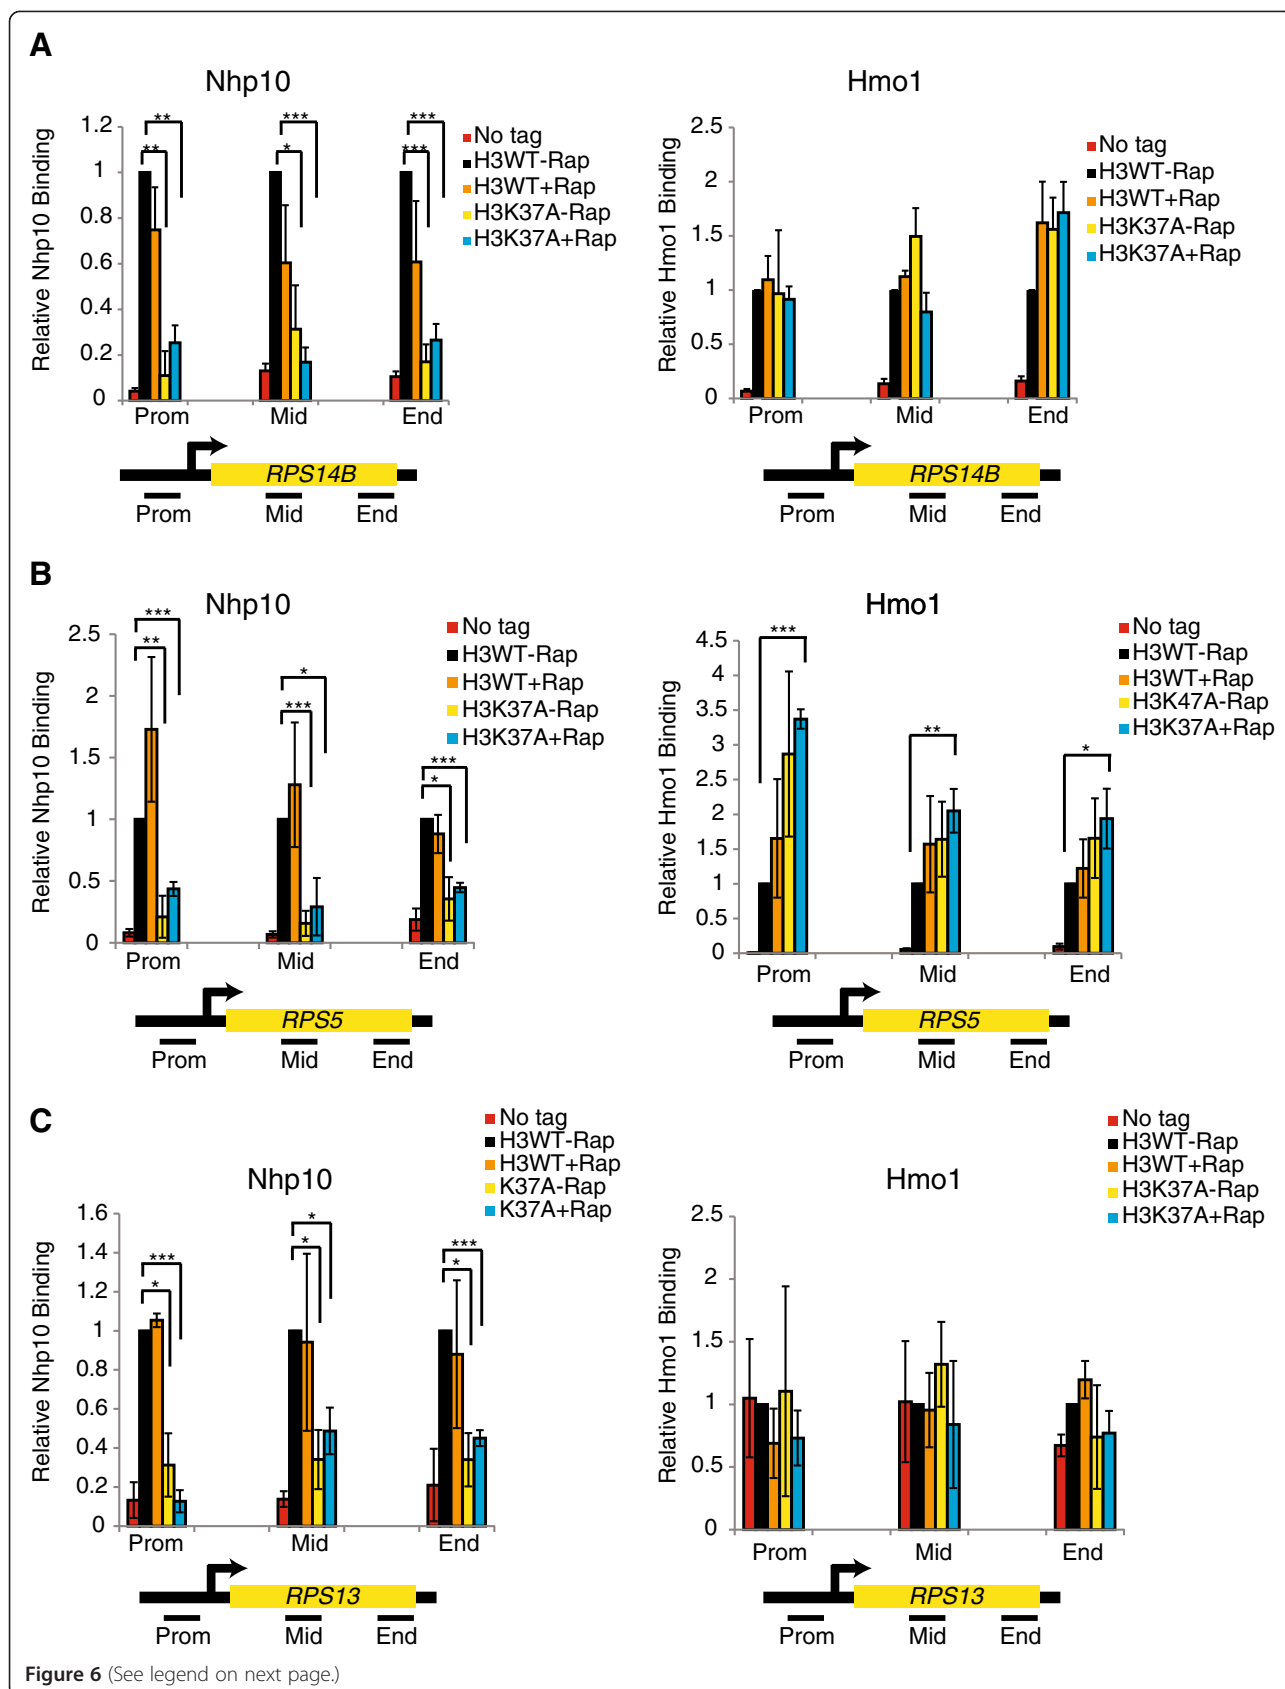 A
Nhp10
Relative Nhp10 Binding
1.2
1
0.8
0.6
0.4
0.2
0
** ** *** * *** ***
No tag
H3WT-Rap
H3WT+Rap
H3K37A-Rap
H3K37A+Rap
Prom Mid End
RPS14B
Prom Mid End
Hmo1
Relative Hmo1 Binding
2.5
2
1.5
1
0.5
0
No tag
H3WT-Rap
H3WT+Rap
H3K37A-Rap
H3K37A+Rap
Prom Mid End
RPS14B
Prom Mid End
B
Nhp10
Relative Nhp10 Binding
2.5
2
1.5
1
0.5
0
*** ** * *** *** *
No tag
H3WT-Rap
H3WT+Rap
H3K37A-Rap
H3K37A+Rap
Prom Mid End
RPS5
Prom Mid End
Hmo1
Relative Hmo1 Binding
4.5
4
3.5
3
2.5
2
1.5
1
0.5
0
*** ** *
No tag
H3WT-Rap
H3WT+Rap
H3K47A-Rap
H3K37A+Rap
Prom Mid End
RPS5
Prom Mid End
C
Nhp10
Relative Nhp10 Binding
1.6
1.4
1.2
1
0.8
0.6
0.4
0.2
0
*** * * * *** *
No tag
H3WT-Rap
H3WT+Rap
K37A-Rap
K37A+Rap
Prom Mid End
RPS13
Prom Mid End
Hmo1
Relative Hmo1 Binding
2.5
2
1.5
1
0.5
0
No tag
H3WT-Rap
H3WT+Rap
H3K37A-Rap
H3K37A+Rap
Prom Mid End
RPS13
Prom Mid End
Figure 6 (See legend on next page.)